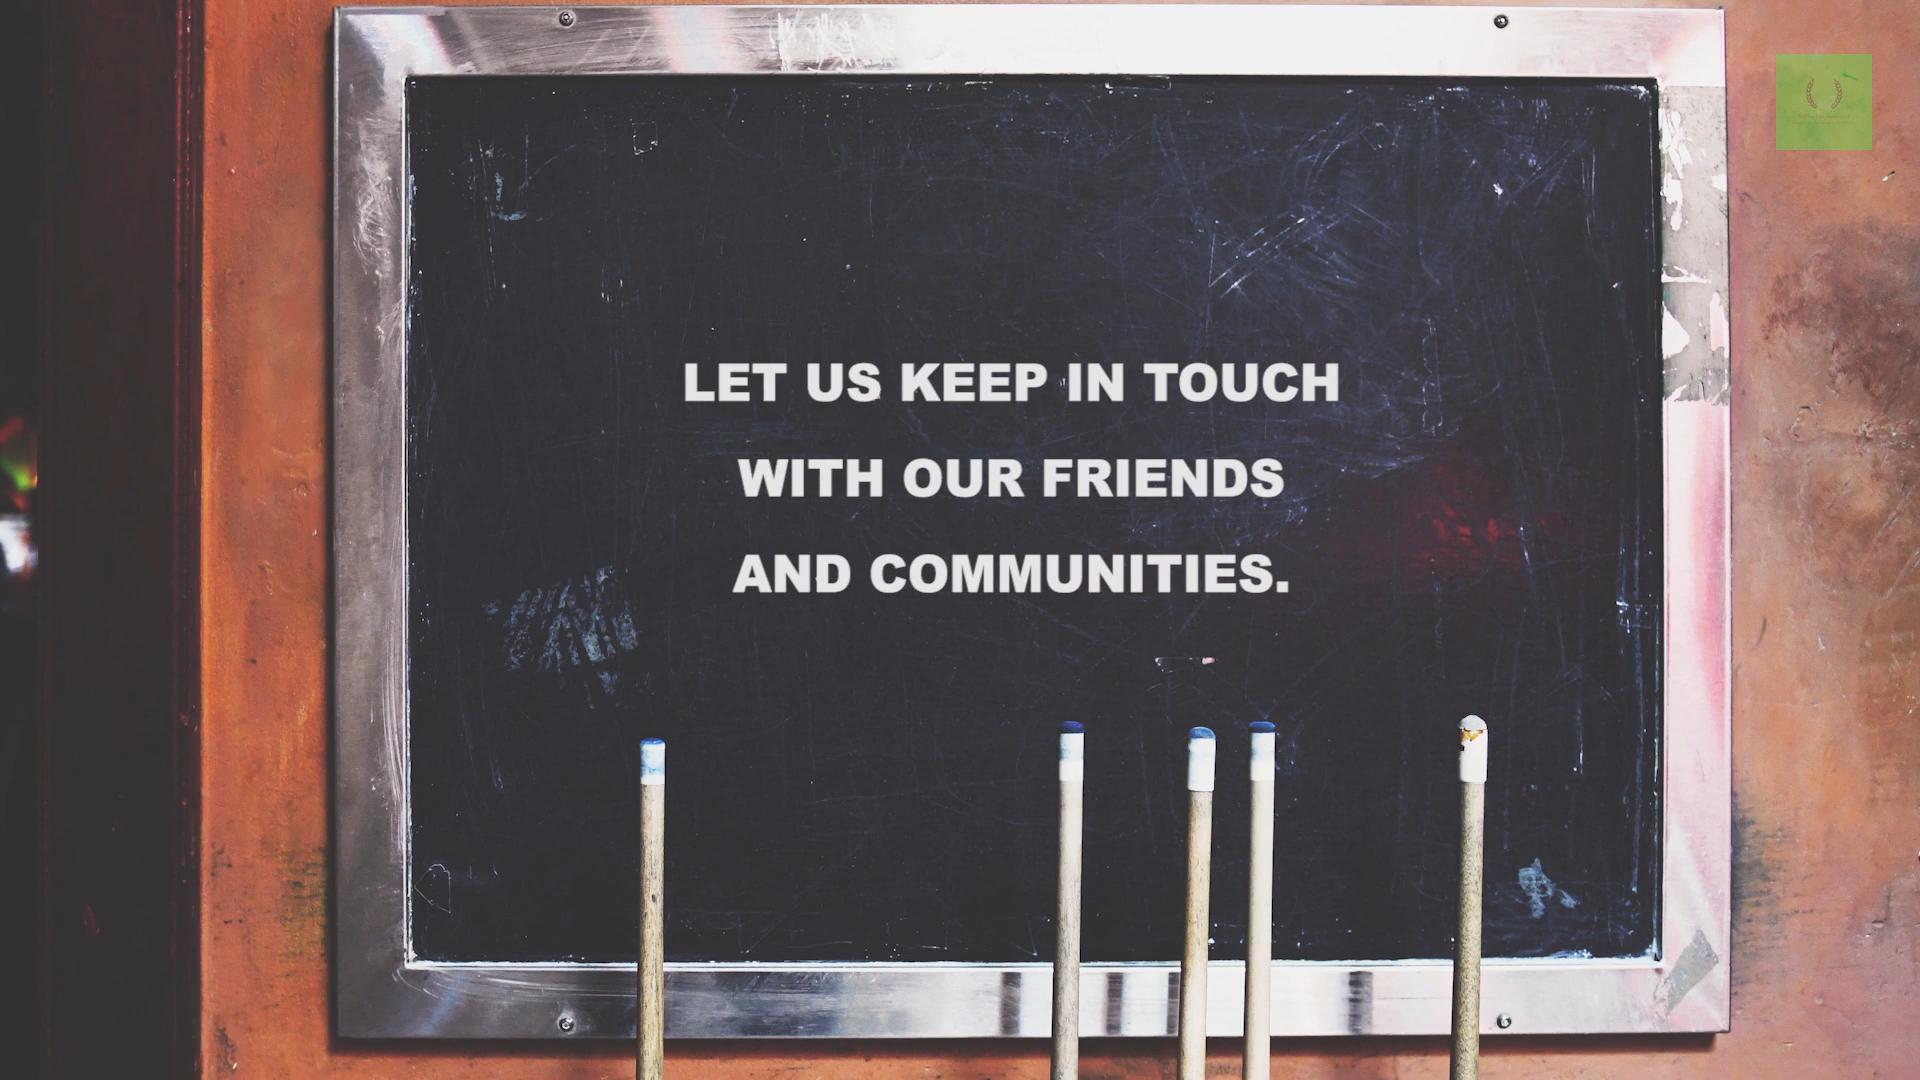 LET US KEEP IN TOUCH
WITH OUR FRIENDS
AND COMMUNITIES.